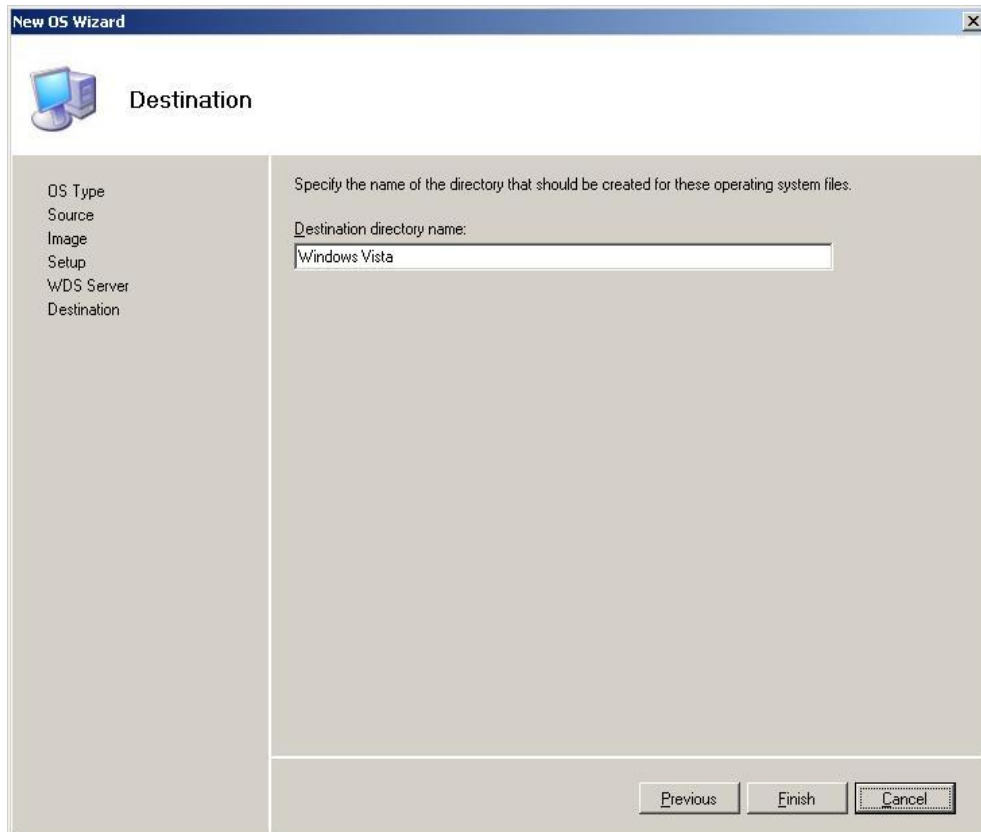 New OS Wizard
Destination
OS Type
Source
Image
Setup
WDS Server
Destination
Specify the name of the directory that should be created for these operating system files.
Destination directory name:
Windows Vista
Previous Finish Cancel